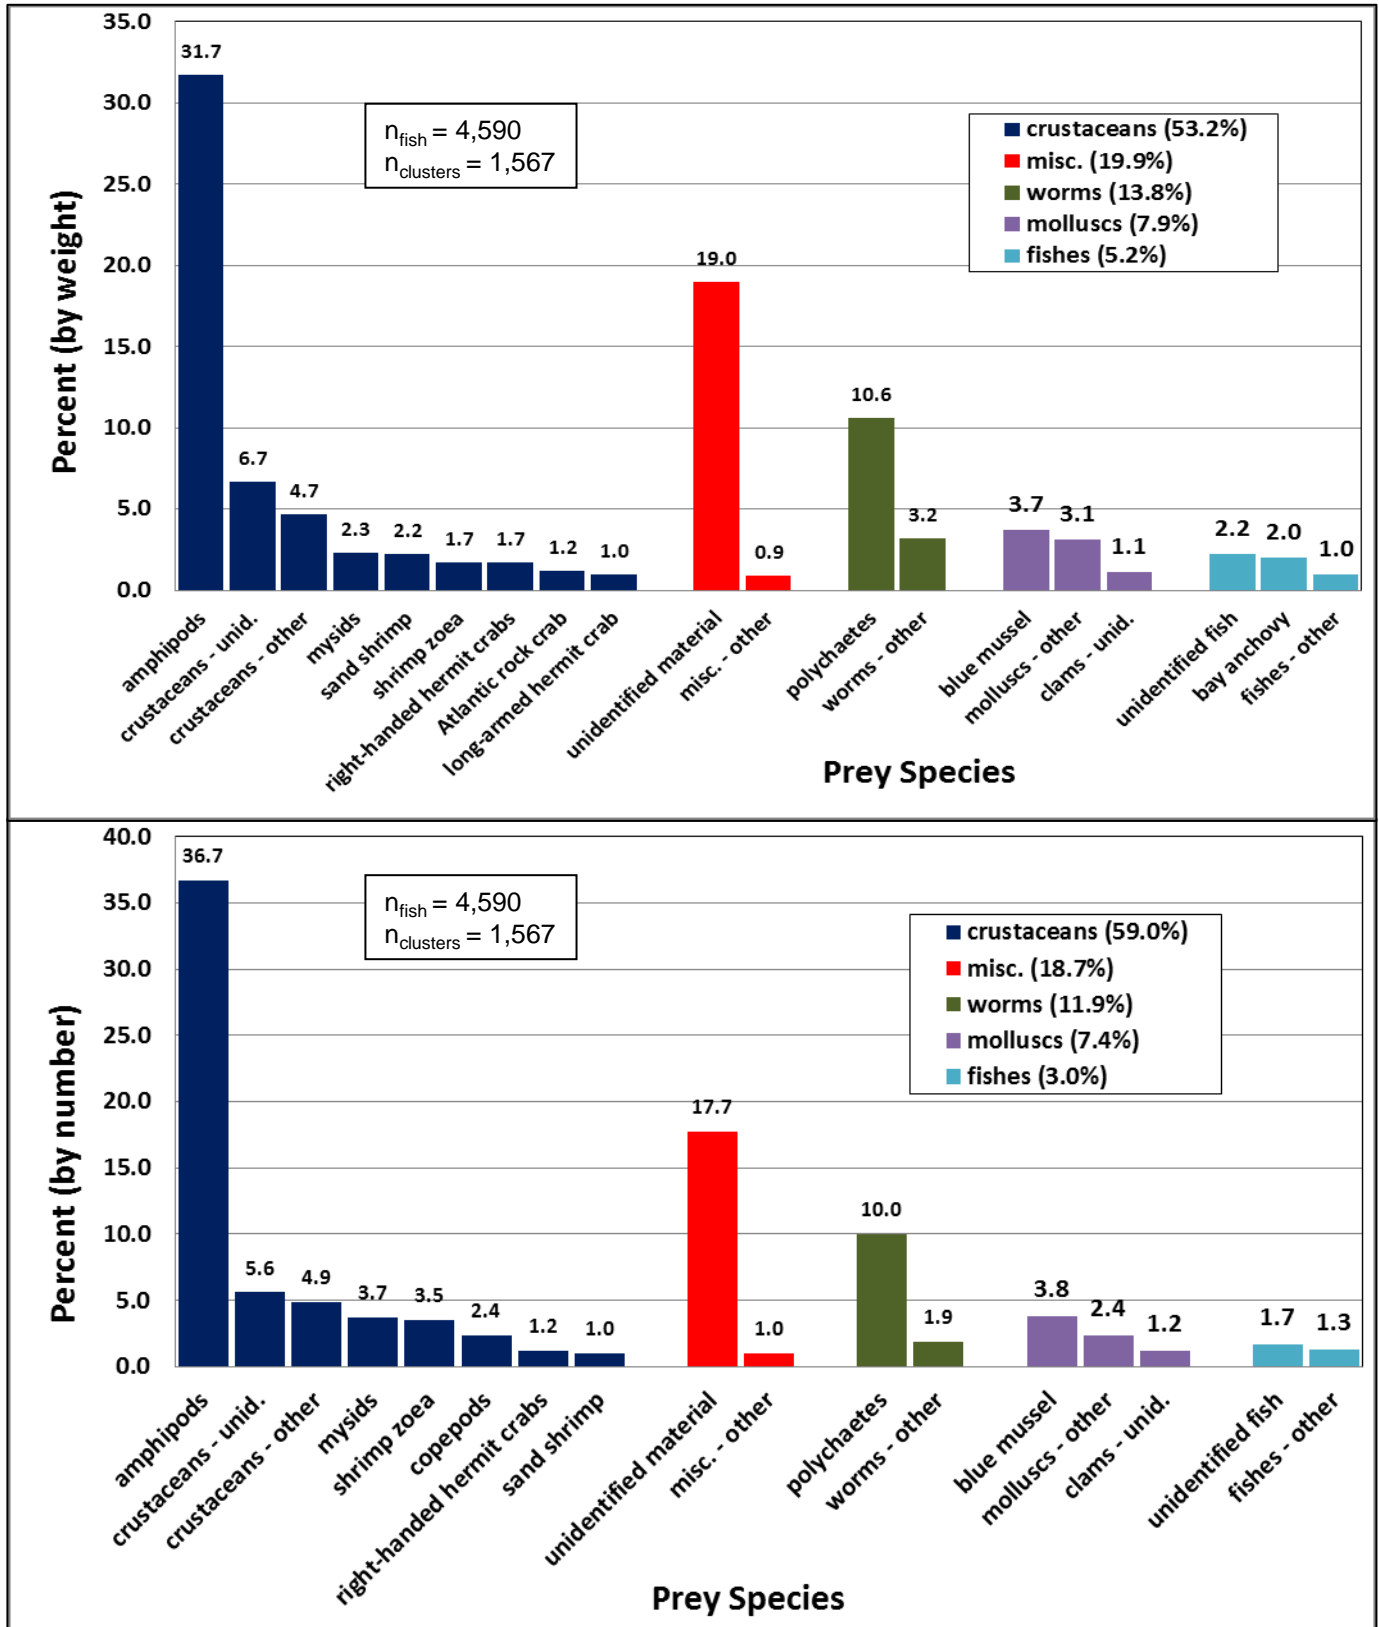 35.0
30.0
25.0
20.0
15.0
10.0
5.0
0.0
Percent (by weight)
31.7
6.7
4.7
2.3
2.2
1.7
1.7
1.2
1.0
19.0
0.9
10.6
3.2
3.7
3.1
1.1
2.2
2.0
1.0
nfish = 4,590
nclusters = 1,567
crustaceans (53.2%)
misc. (19.9%)
worms (13.8%)
molluscs (7.9%)
fishes (5.2%)
amphipods
crustaceans - unid.
crustaceans - other
mysids
sand shrimp
shrimp zoea
right-handed hermit crabs
Atlantic rock crab
long-armed hermit crab
unidentified material
misc. - other
polychaetes
worms - other
blue mussel
molluscs - other
clams - unid.
unidentified fish
bay anchovy
fishes - other
Prey Species
40.0
35.0
30.0
25.0
20.0
15.0
10.0
5.0
0.0
Percent (by number)
36.7
5.6
4.9
3.7
3.5
2.4
1.2
1.0
17.7
1.0
10.0
1.9
3.8
2.4
1.2
1.7
1.3
nfish = 4,590
nclusters = 1,567
crustaceans (59.0%)
misc. (18.7%)
worms (11.9%)
molluscs (7.4%)
fishes (3.0%)
amphipods
crustaceans - unid.
crustaceans - other
mysids
shrimp zoea
copepods
right-handed hermit crabs
sand shrimp
unidentified material
misc. - other
polychaetes
worms - other
blue mussel
molluscs - other
clams - unid.
unidentified fish
fishes - other
Prey Species